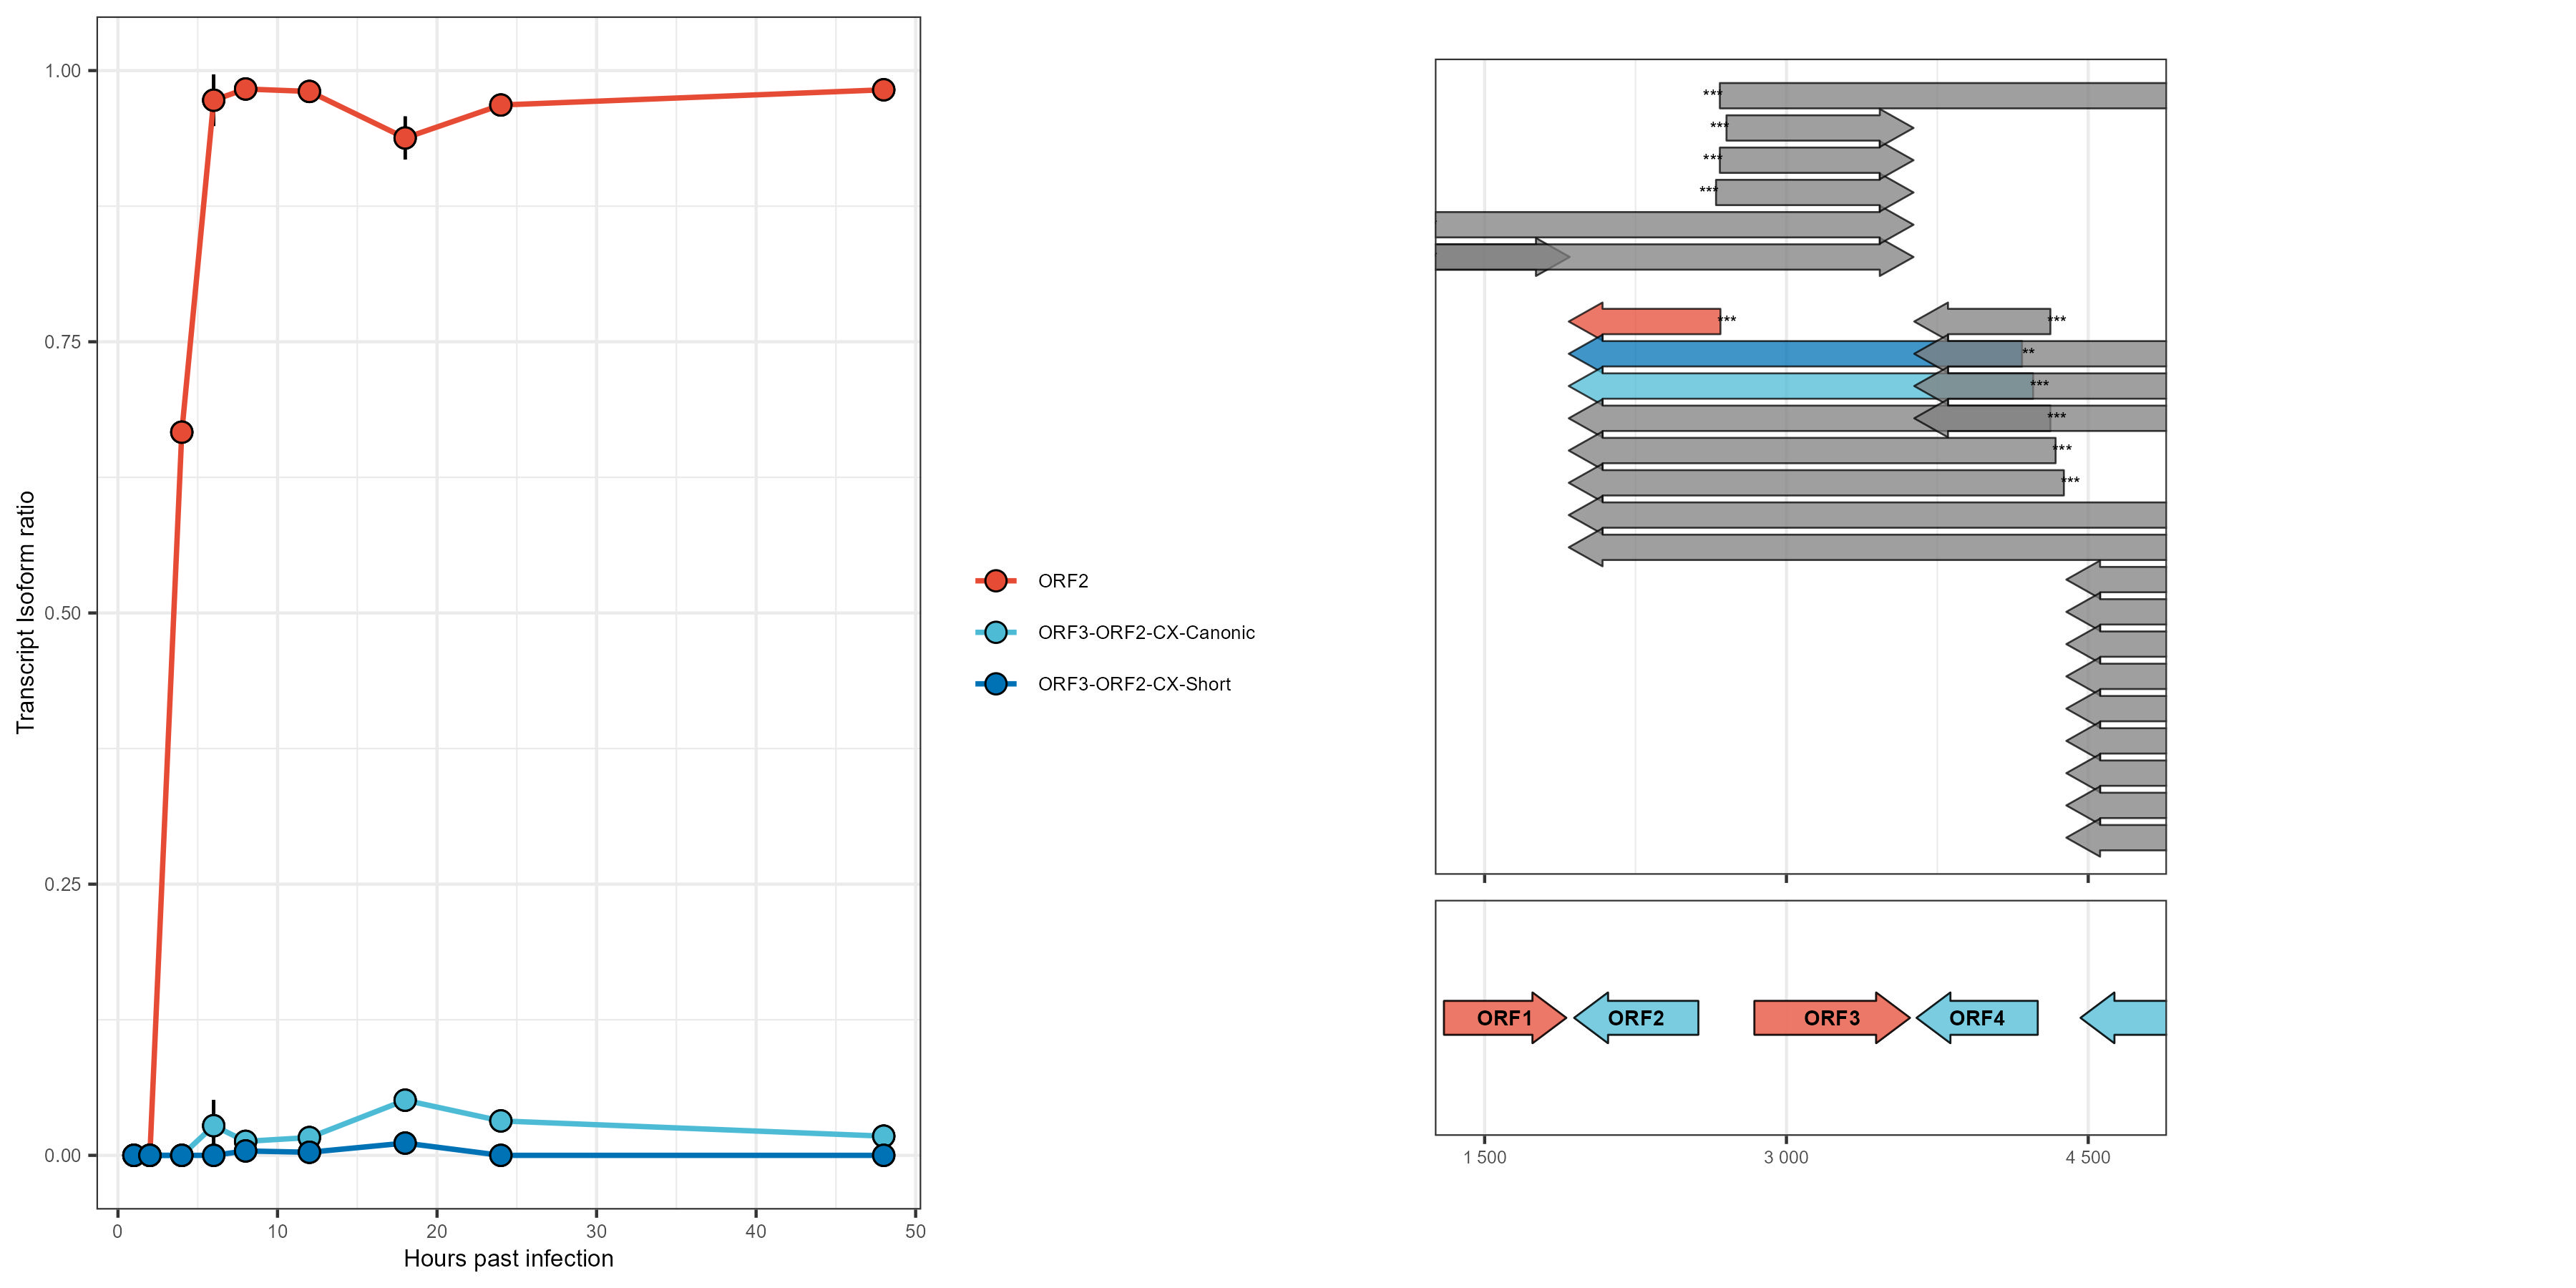 1.00
0.75
0.50
0.25
0.00
Transcript Isoform ratio
0 10 20 30 40 50
Hours past infection
ORF2
ORF3-ORF2-CX-Canonic
ORF3-ORF2-CX-Short
***
***
***
***
*** ***
**
***
***
***
***
ORF1 ORF2 ORF3 ORF4
1 500 3 000 4 500